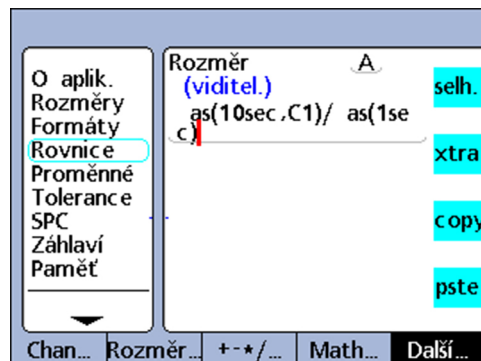 O aplik.
Rozměry
Formáty
Rovnice
Proměnné
Tolerance
SPC
Záhlaví
Paměť
Rozměr A
(viditel.)
as(10sec,C1)/ as(1se
c)
selh.
xtra
copy
pste
Chan... Rozměr... +-*/... Math... Další...